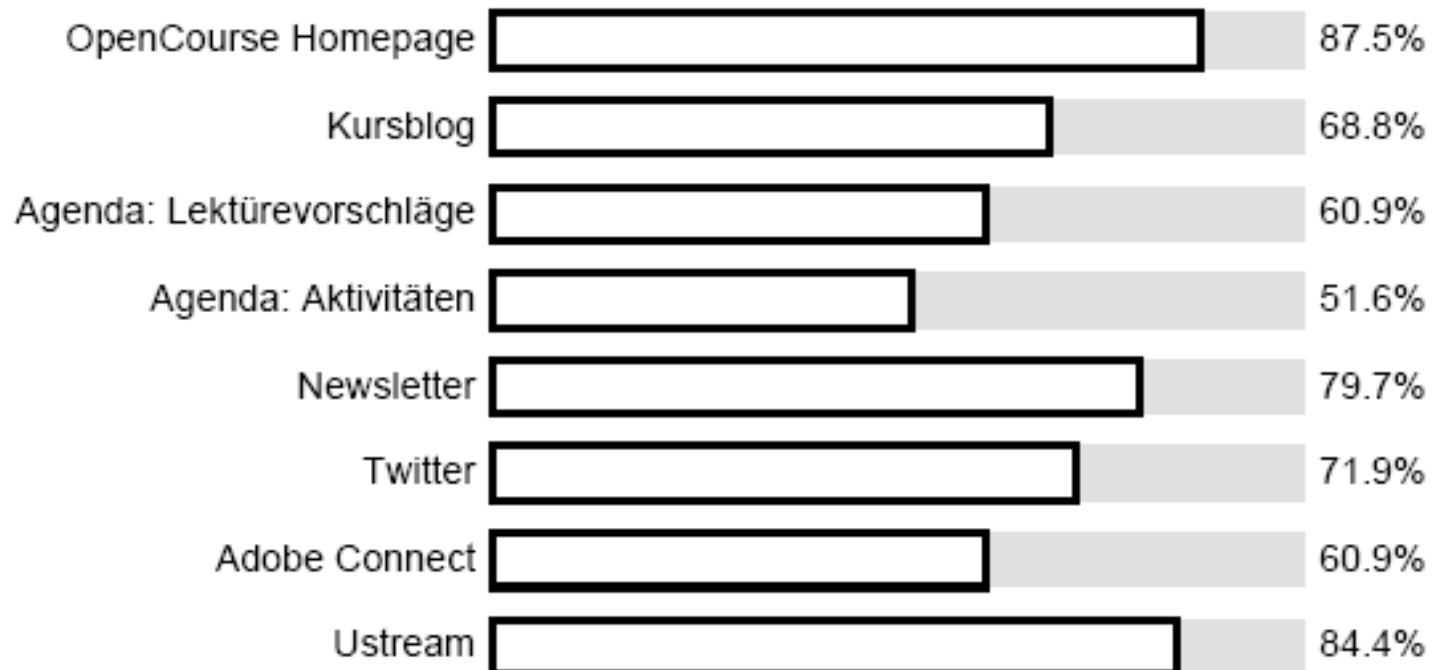 OpenCourse Homepage 87.5%
Kursblog 68.8%
Agenda: Lektürevorschläge 60.9%
Agenda: Aktivitäten 51.6%
Newsletter 79.7%
Twitter 71.9%
Adobe Connect 60.9%
Ustream 84.4%